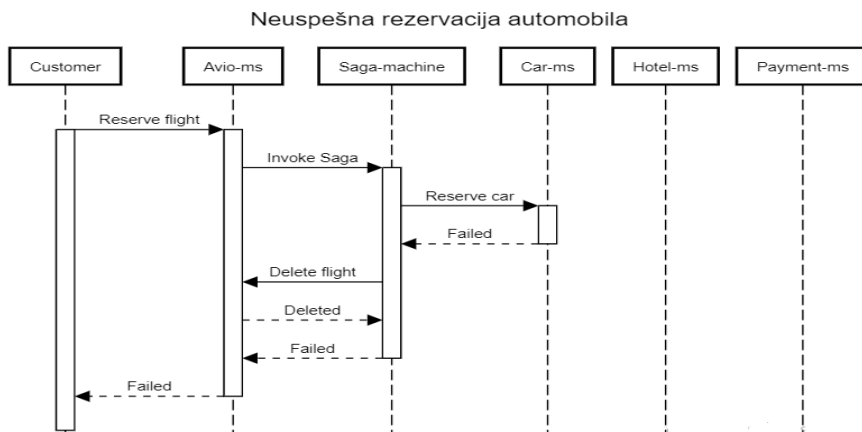 Neuspešna rezervacija automobila
Customer
Avio-ms
Saga-machine
Car-ms
Hotel-ms
Payment-ms
Reserve flight
Invoke Saga
Reserve car
Failed
Delete flight
Deleted
Failed
Failed